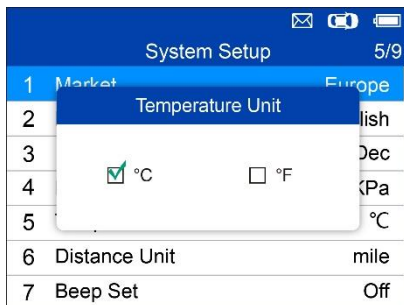 System Setup 5/9
1 Market Europe
Temperature Unit
2 lish
3 Dec
°C °F
4 KPa
5 °C
6 Distance Unit mile
7 Beep Set Off